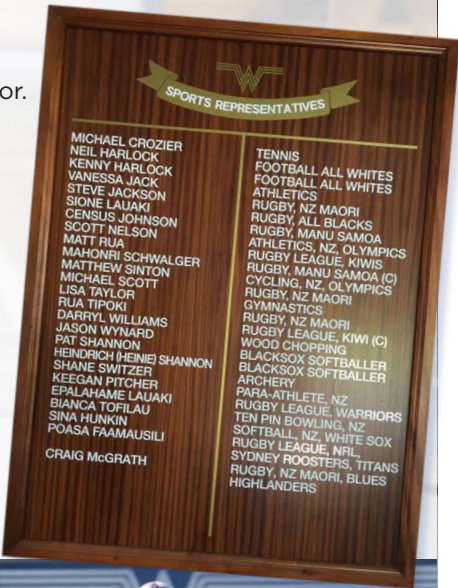 or.
W
SPORTS REPRESENTATIVES
MICHAEL CROZIER
NEIL HARLOCK
KENNY HARLOCK
VANESSA JACK
STEVE JACKSON
SIONE LAUAKI
CENSUS JOHNSON
SCOTT NELSON
MATT RUA
MAHONRI SCHWALGER
MATTHEW SINTON
MICHAEL SCOTT
LISA TAYLOR
RUA TIPOKI
DARRYL WILLIAMS
JASON WYNARD
PAT SHANNON
HEINDRICH (HEINIE) SHANNON
SHANE SWITZER
KEEGAN PITCHER
EPALAHAME LAUAKI
BIANCA TOFILAU
SINA HUNKIN
POASA FAAMAUSILI
CRAIG McGRATH
TENNIS
FOOTBALL ALL WHITES
FOOTBALL ALL WHITES
ATHLETICS
RUGBY, NZ MAORI
RUGBY, ALL BLACKS
RUGBY, MANU SAMOA
ATHLETICS, NZ, OLYMPICS
RUGBY LEAGUE, KIWIS
RUGBY, MANU SAMOA (C)
CYCLING, NZ, OLYMPICS
RUGBY, NZ MAORI
GYMNASTICS
RUGBY, NZ MAORI
RUGBY LEAGUE, KIWI (C)
WOOD CHOPPING
BLACKSOX SOFTBALLER
BLACKSOX SOFTBALLER
ARCHERY
PARA-ATHLETE, NZ
RUGBY LEAGUE, WARRIORS
TEN PIN BOWLING, NZ
SOFTBALL, NZ, WHITE SOX
RUGBY LEAGUE, NRL,
SYDNEY ROOSTERS, TITANS
RUGBY, NZ MAORI, BLUES
HIGHLANDERS